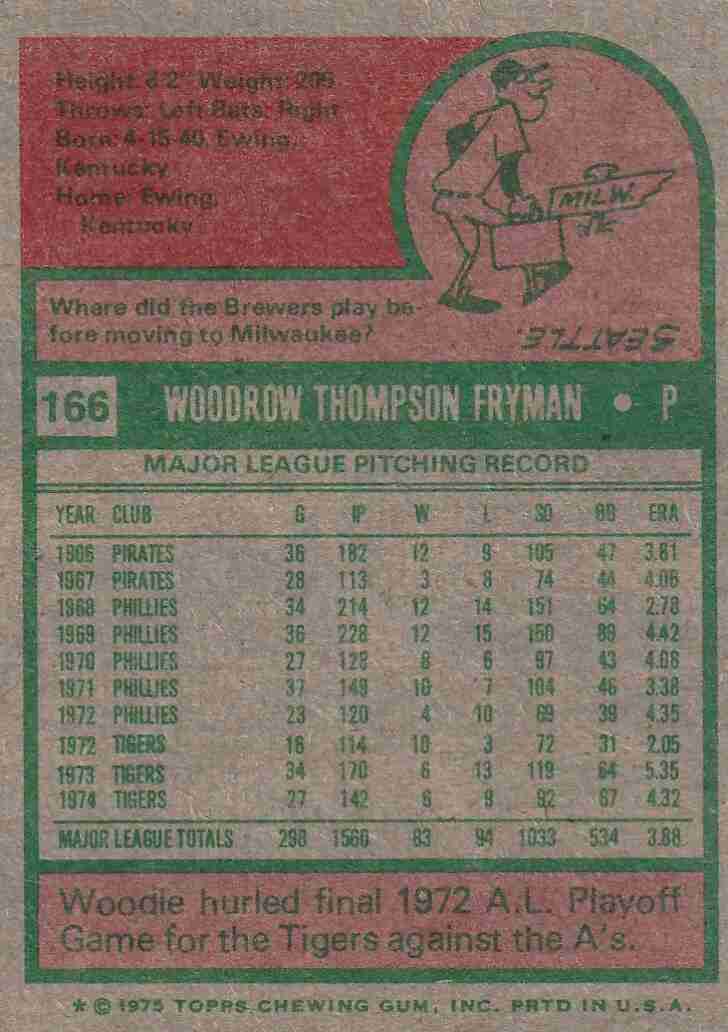 Height: 6'2" Weight: 205
Throws: Left Bats: Right
Born: 4-15-40, Ewing,
Kentucky
Home: Ewing,
Kentucky
MILW.
Where did the Brewers play be-
fore moving to Milwaukee?
SEATTLE.
166 WOODROW THOMPSON FRYMAN • P
MAJOR LEAGUE PITCHING RECORD
YEAR CLUB G IP W L SO BB ERA
1966 PIRATES 36 182 12 9 105 47 3.81
1967 PIRATES 28 113 3 8 74 44 4.06
1968 PHILLIES 34 214 12 14 151 64 2.78
1969 PHILLIES 36 228 12 15 150 89 4.42
1970 PHILLIES 27 128 8 6 97 43 4.08
1971 PHILLIES 37 149 10 7 104 46 3.38
1972 PHILLIES 23 120 4 10 69 39 4.35
1972 TIGERS 16 114 10 3 72 31 2.05
1973 TIGERS 34 170 6 13 119 64 5.35
1974 TIGERS 27 142 6 9 92 67 4.32
MAJOR LEAGUE TOTALS 298 1560 83 94 1033 534 3.88
Woodie hurled final 1972 A.L. Playoff
Game for the Tigers against the A's.
* © 1975 TOPPS CHEWING GUM, INC. PRTD IN U.S.A.